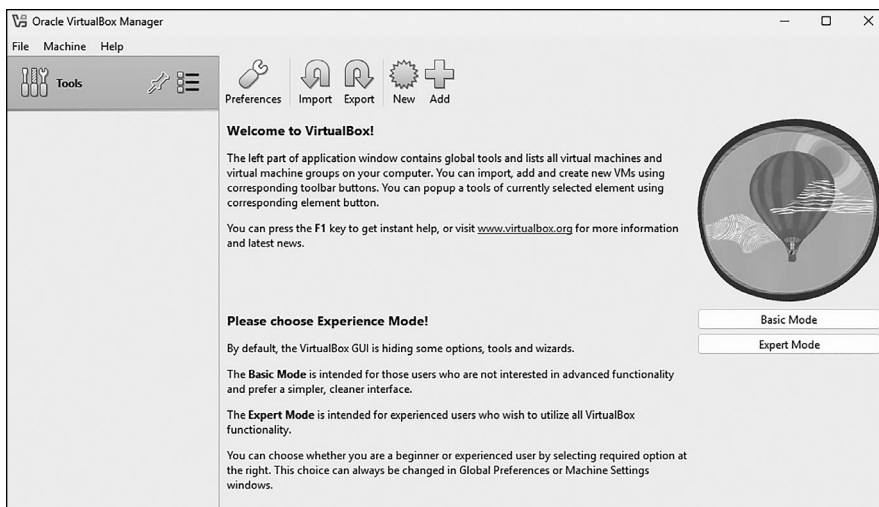 Oracle VirtualBox Manager
File Machine Help
Tools
Preferences Import Export New Add
Welcome to VirtualBox!
The left part of application window contains global tools and lists all virtual machines and
virtual machine groups on your computer. You can import, add and create new VMs using
corresponding toolbar buttons. You can popup a tools of currently selected element using
corresponding element button.
You can press the F1 key to get instant help, or visit www.virtualbox.org for more information
and latest news.
Please choose Experience Mode!
Basic Mode
By default, the VirtualBox GUI is hiding some options, tools and wizards.
Expert Mode
The Basic Mode is intended for those users who are not interested in advanced functionality
and prefer a simpler, cleaner interface.
The Expert Mode is intended for experienced users who wish to utilize all VirtualBox
functionality.
You can choose whether you are a beginner or experienced user by selecting required option at
the right. This choice can always be changed in Global Preferences or Machine Settings
windows.